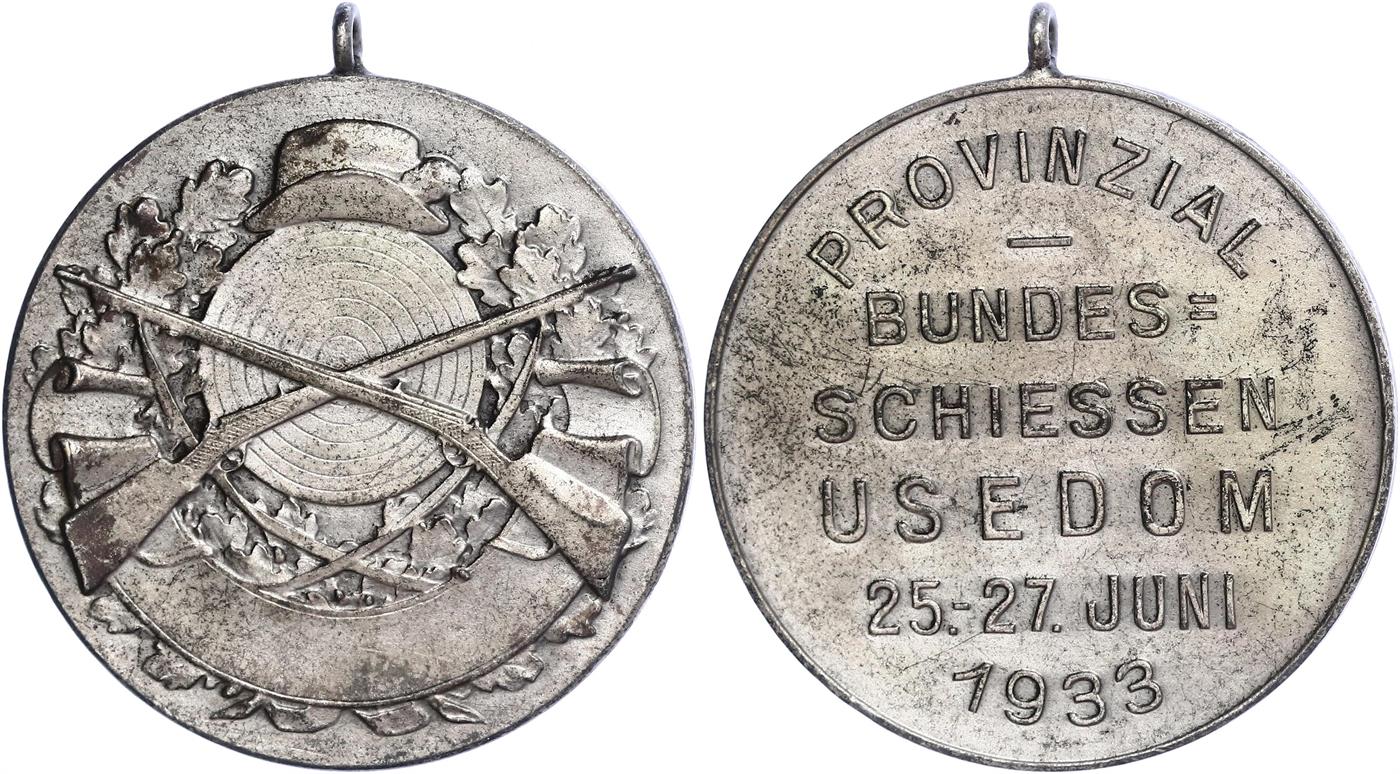 PROVINZIAL
—
BUNDES=
SCHIESSEN
USEDOM
25.-27. JUNI
1933